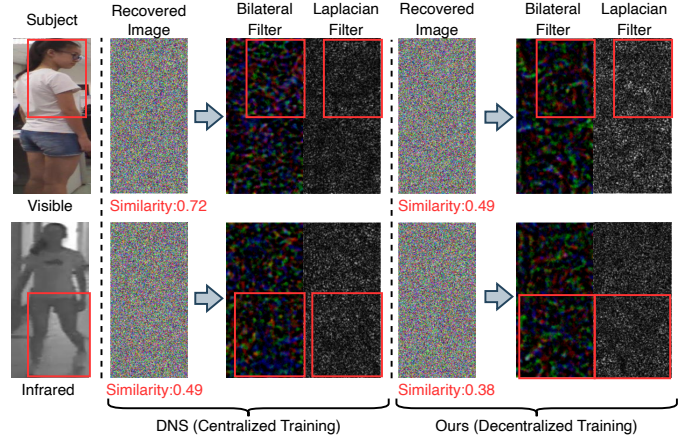 Subject
Recovered
Image
Bilateral
Filter
Laplacian
Filter
Recovered
Image
Bilateral
Filter
Laplacian
Filter
Visible
Similarity:0.72
Similarity:0.49
Infrared
Similarity:0.49
Similarity:0.38
DNS (Centralized Training)
Ours (Decentralized Training)